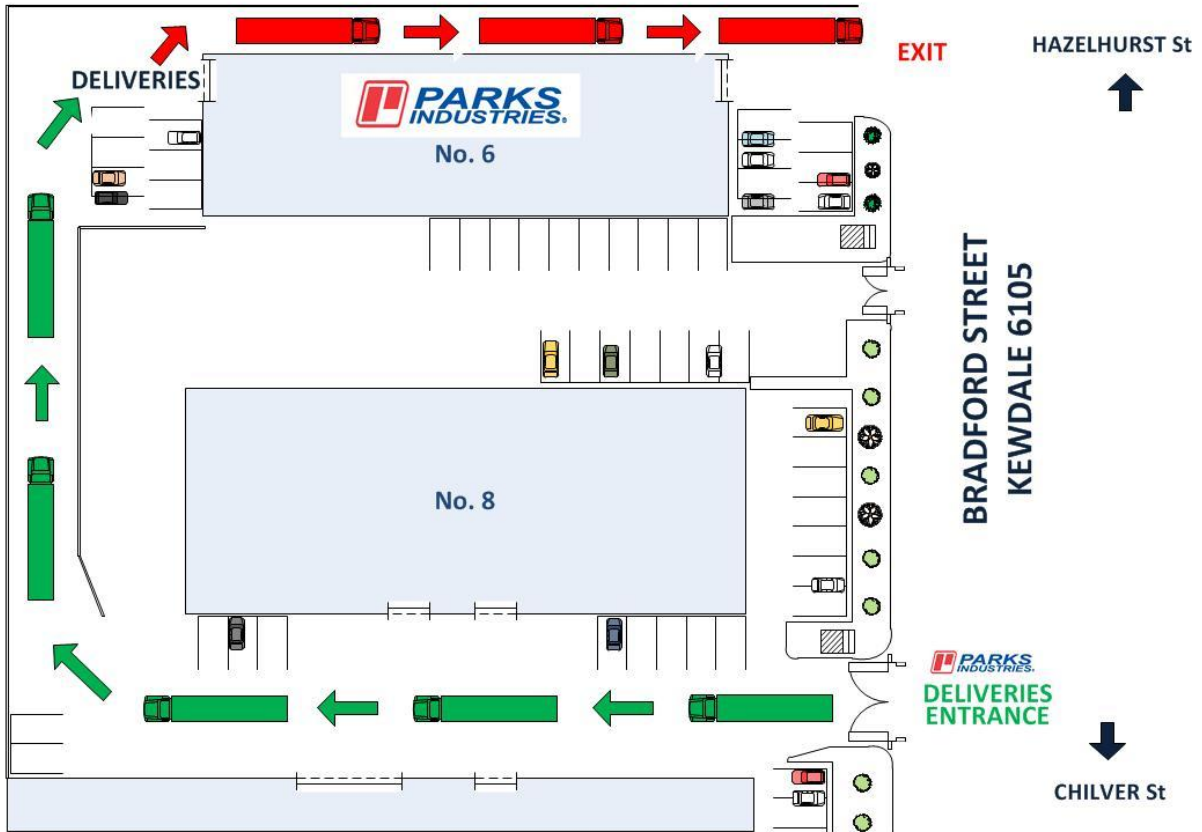 EXIT
HAZELHURST St
DELIVERIES
PARKS
INDUSTRIES.
No. 6
BRADFORD STREET
KEWDALE 6105
No. 8
PARKS
INDUSTRIES.
DELIVERIES
ENTRANCE
CHILVER St